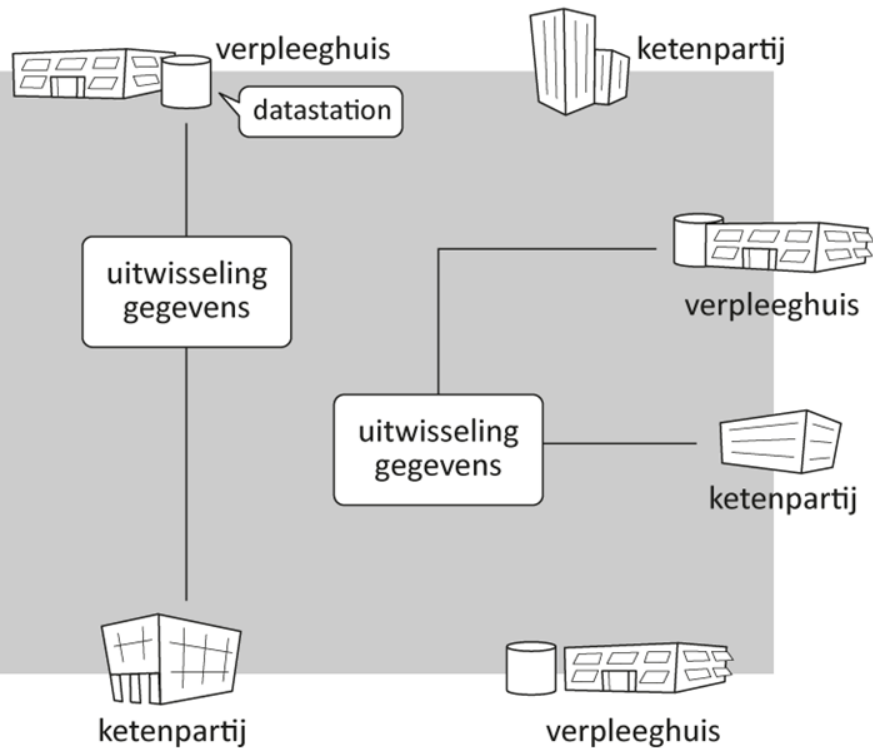 verpleeghuis
ketenpartij
datastation
uitwisseling
gegevens
verpleeghuis
uitwisseling
gegevens
ketenpartij
ketenpartij
verpleeghuis